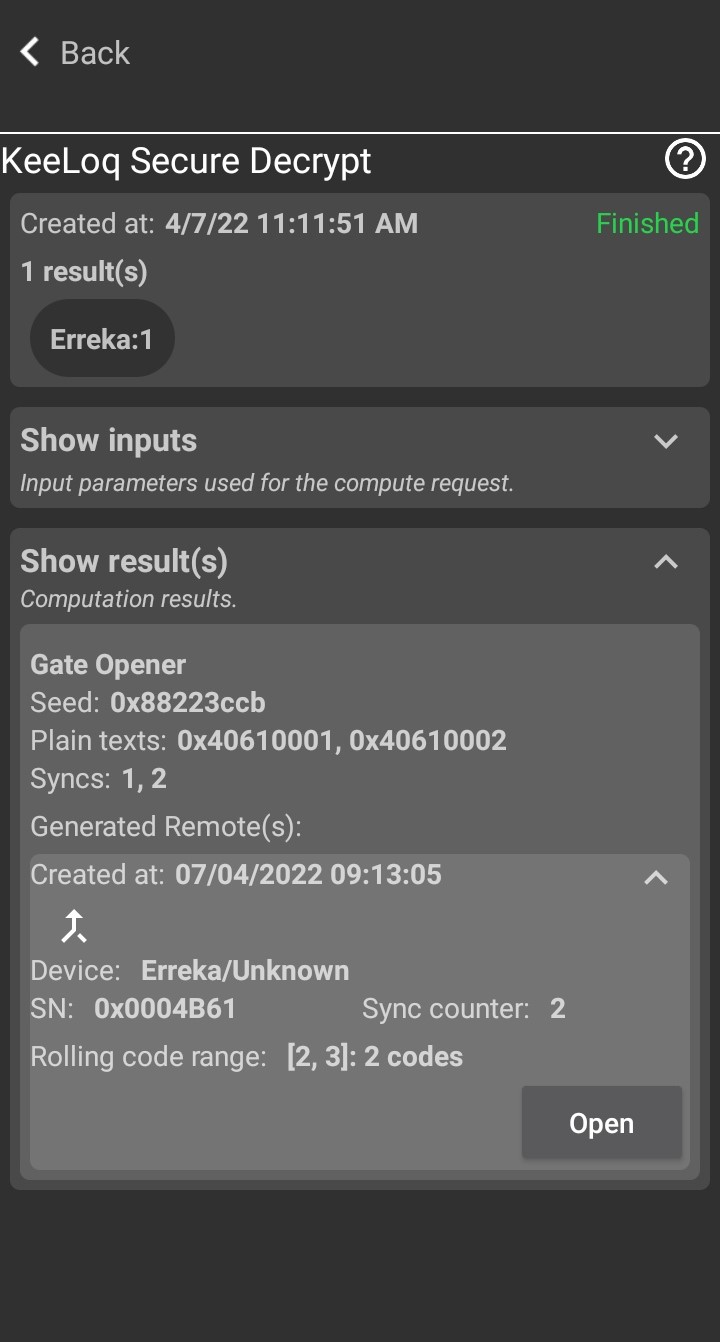 Back
KeeLoq Secure Decrypt
Created at: 4/7/22 11:11:51 AM Finished
1 result(s)
Erreka:1
Show inputs
Input parameters used for the compute request.
Show result(s)
Computation results.
Gate Opener
Seed: 0x88223ccb
Plain texts: 0x40610001, 0x40610002
Syncs: 1, 2
Generated Remote(s):
Created at: 07/04/2022 09:13:05
Device: Erreka/Unknown
SN: 0x0004B61 Sync counter: 2
Rolling code range: [2, 3]: 2 codes
Open